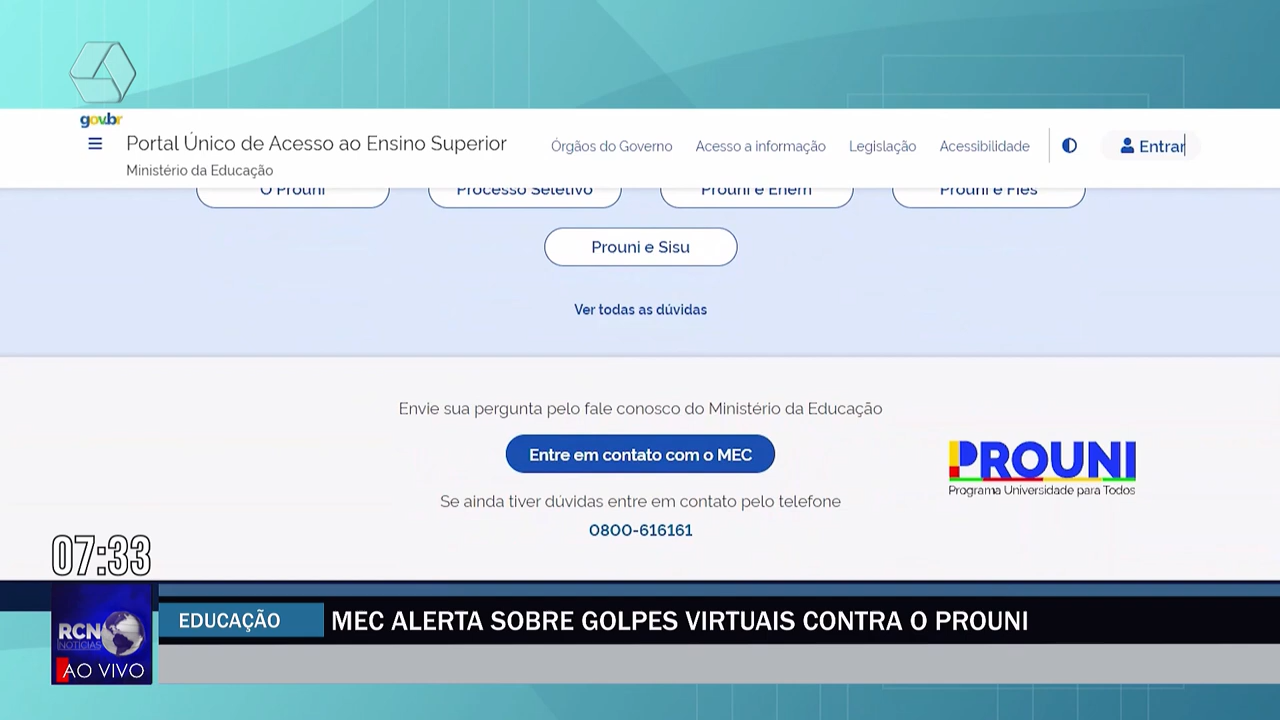 gov.br
Portal Único de Acesso ao Ensino Superior
Ministério da Educação
Órgãos do Governo
Acesso a informação
Legislação
Acessibilidade
Entrar
O Prouni
Processo Seletivo
Prouni e Enem
Prouni e Fies
Prouni e Sisu
Ver todas as dúvidas
Envie sua pergunta pelo fale conosco do Ministério da Educação
Entre em contato com o MEC
Se ainda tiver dúvidas entre em contato pelo telefone
0800-616161
PROUNI
Programa Universidade para Todos
07:33
RCN
NOTÍCIAS
AO VIVO
EDUCAÇÃO
MEC ALERTA SOBRE GOLPES VIRTUAIS CONTRA O PROUNI